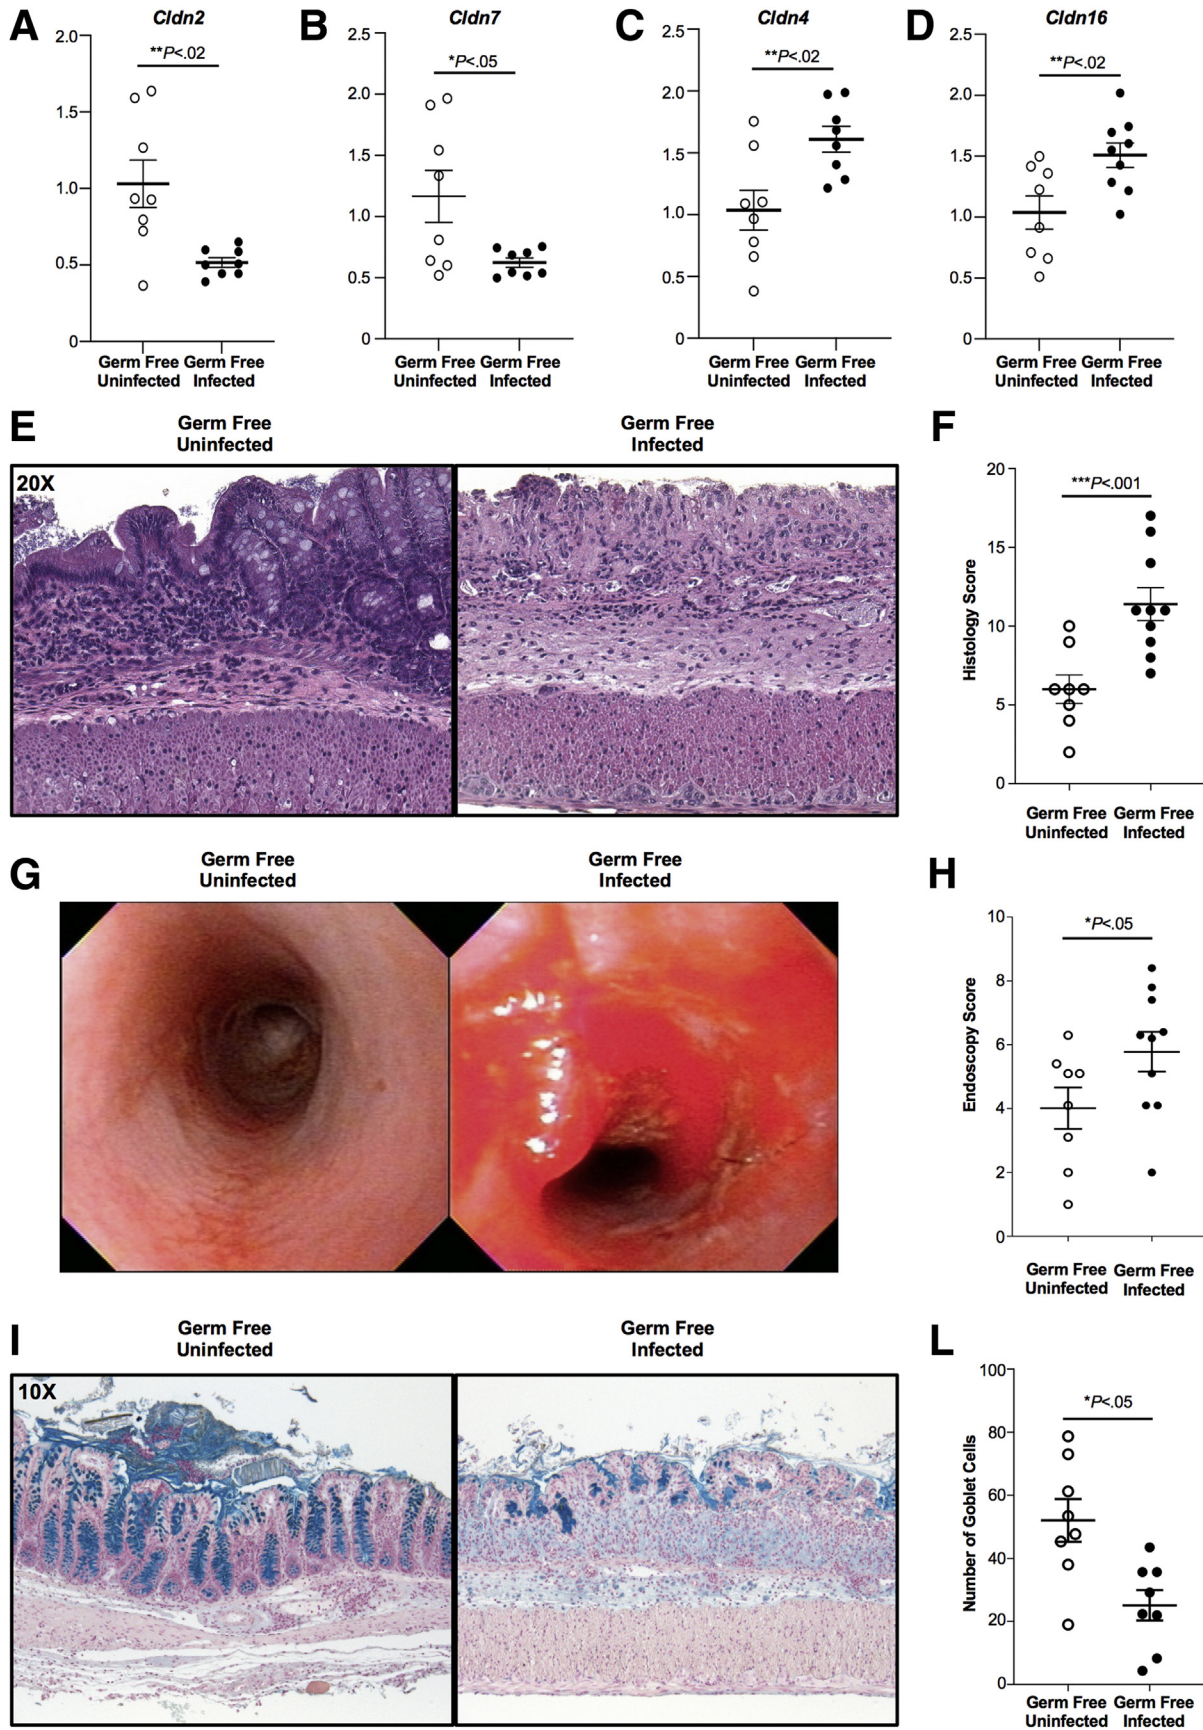 A
Cldn2
2.0
1.5
1.0
0.5
0
**P<.02
Germ Free Germ Free
Uninfected Infected
B
Cldn7
2.5
2.0
1.5
1.0
0.5
0
*P<.05
Germ Free Germ Free
Uninfected Infected
C
Cldn4
2.5
2.0
1.5
1.0
0.5
0
**P<.02
Germ Free Germ Free
Uninfected Infected
D
Cldn16
2.5
2.0
1.5
1.0
0.5
0
**P<.02
Germ Free Germ Free
Uninfected Infected
E
Germ Free
Uninfected
Germ Free
Infected
20X
F
Histology Score
20
15
10
5
0
***P<.001
Germ Free Germ Free
Uninfected Infected
G
Germ Free
Uninfected
Germ Free
Infected
H
Endoscopy Score
10
8
6
4
2
0
*P<.05
Germ Free Germ Free
Uninfected Infected
I
Germ Free
Uninfected
Germ Free
Infected
10X
L
Number of Goblet Cells
100
80
60
40
20
0
*P<.05
Germ Free Germ Free
Uninfected Infected